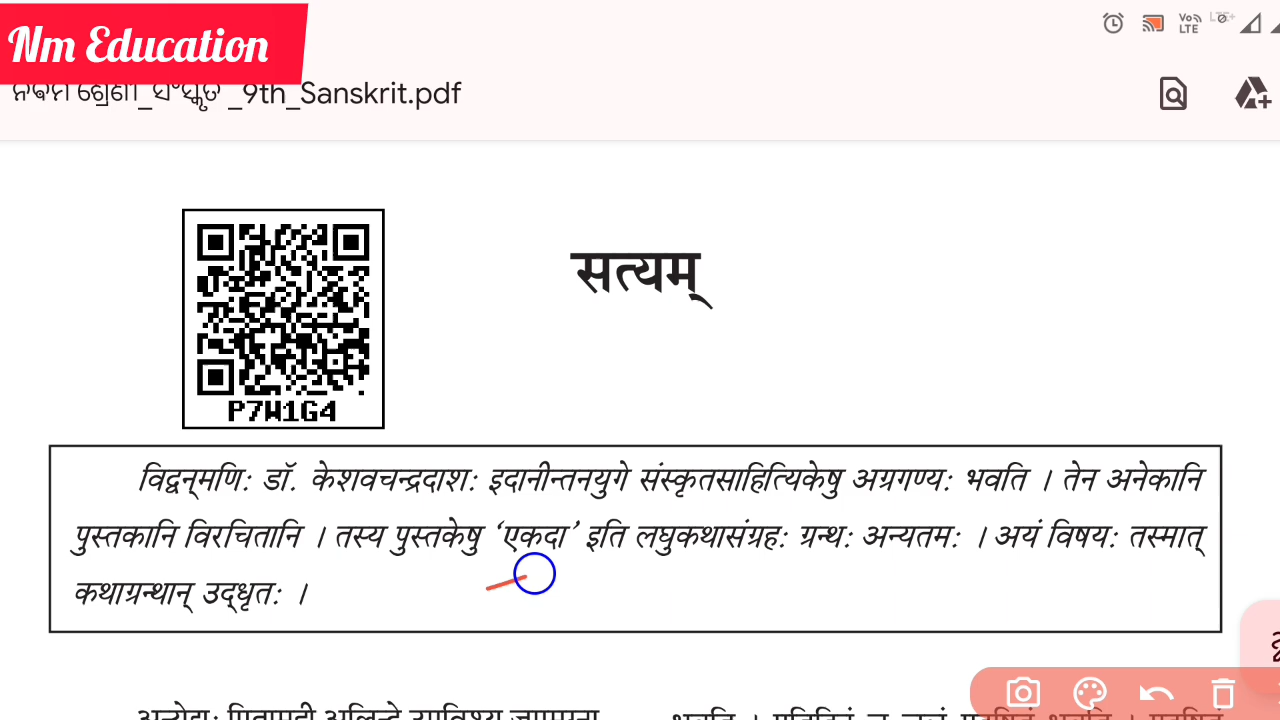 Nm Education
VoLTE LTE+
ନବମ ଶ୍ରେଣୀ_ସଂସ୍କୃତ _9th_Sanskrit.pdf
P7W1G4
सत्यम्
विद्वन्मणिः डॉ. केशवचन्द्रदाशः इदानीन्तनयुगे संस्कृतसाहित्यिकेषु अग्रगण्यः भवति । तेन अनेकानि
पुस्तकानि विरचितानि । तस्य पुस्तकेषु ‘एकदा’ इति लघुकथासंग्रहः ग्रन्थः अन्यतमः । अयं विषयः तस्मात्
कथाग्रन्थान् उद्धृतः ।